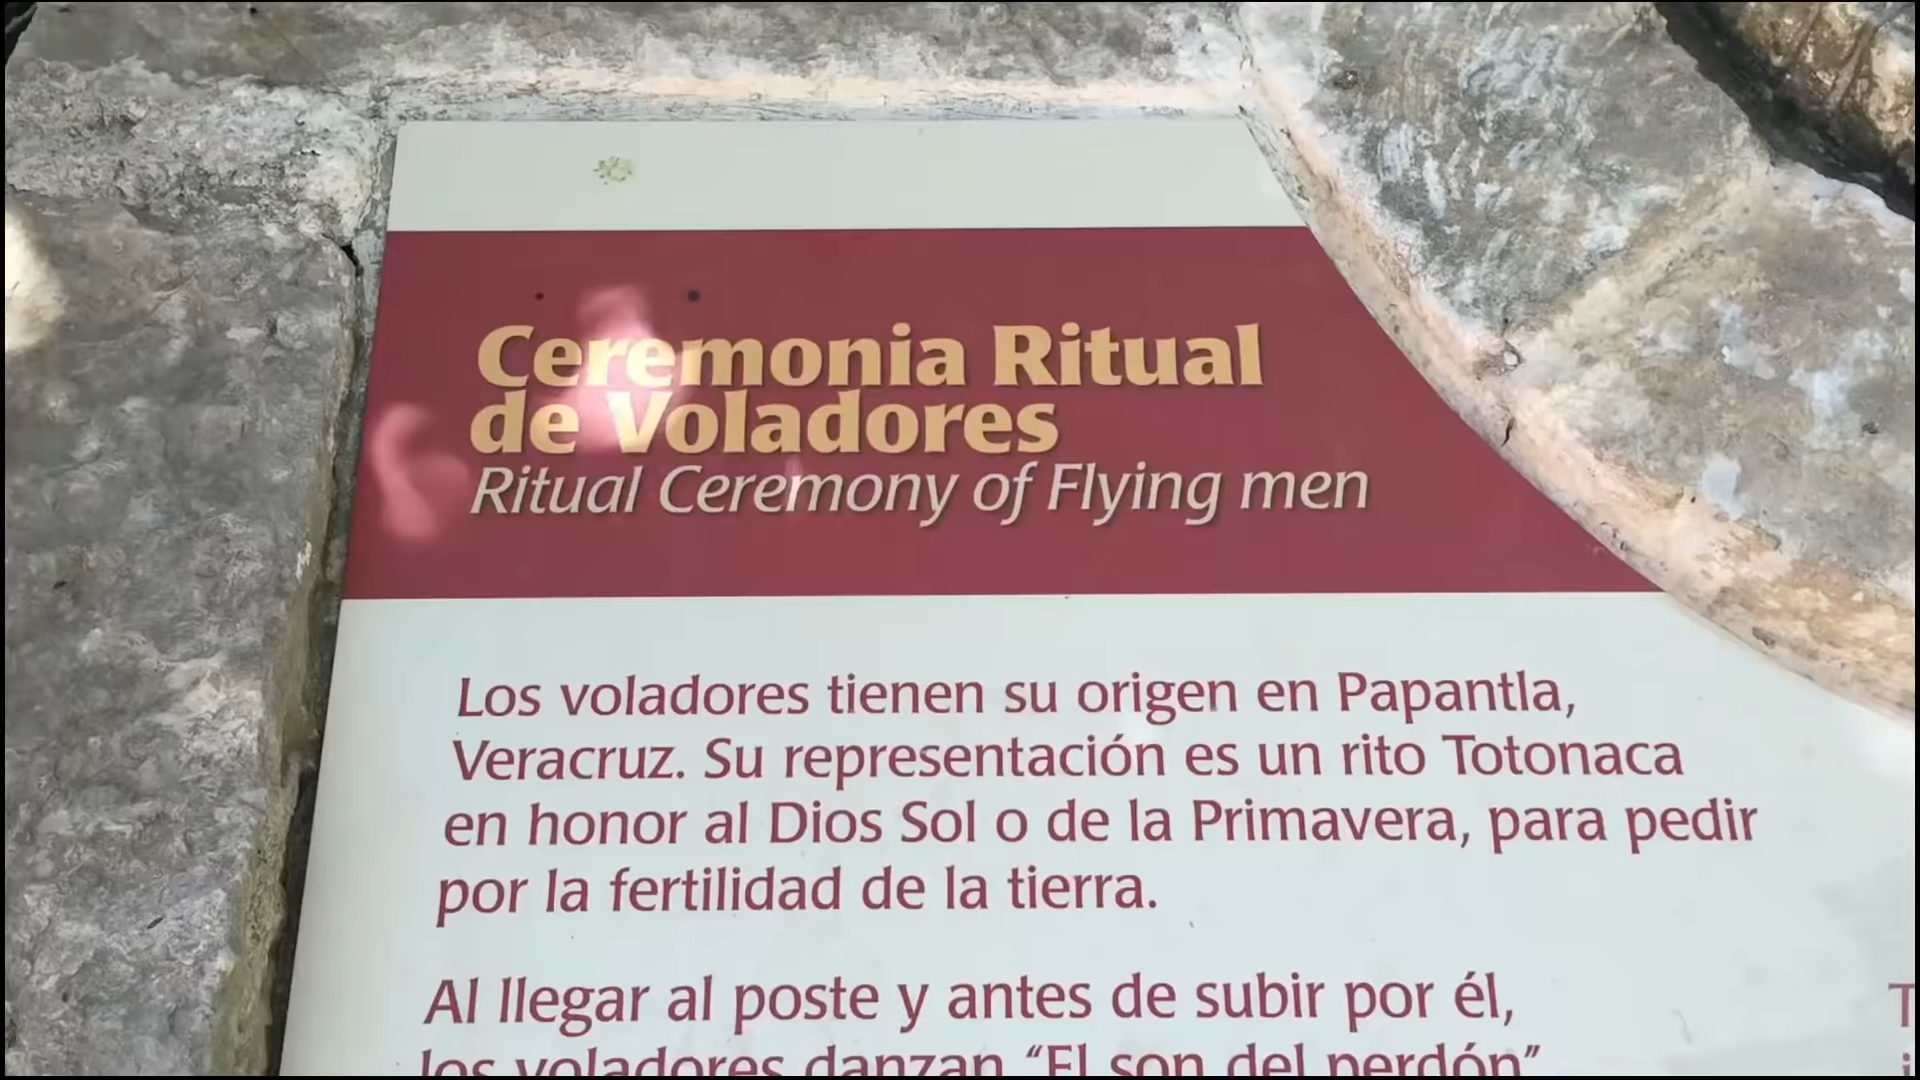 Ceremonia Ritual
de Voladores
Ritual Ceremony of Flying men
Los voladores tienen su origen en Papantla,
Veracruz. Su representación es un rito Totonaca
en honor al Dios Sol o de la Primavera, para pedir
por la fertilidad de la tierra.
Al llegar al poste y antes de subir por él,
los voladores danzan “El son del perdón”